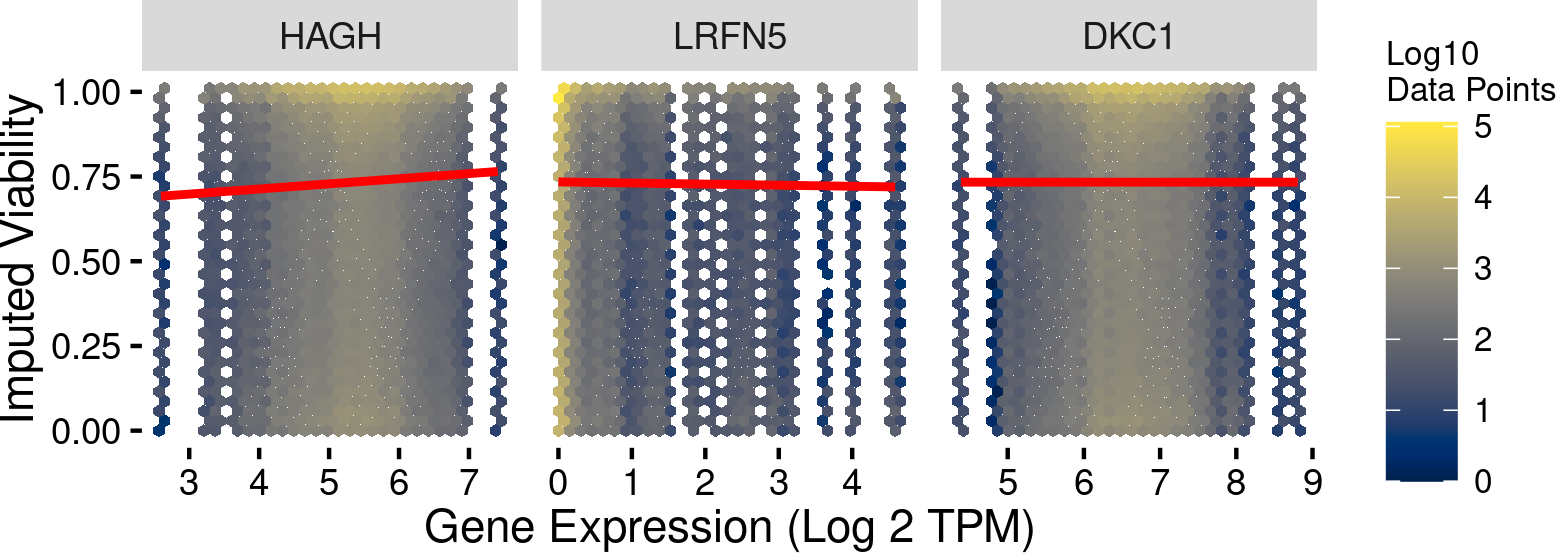 HAGH LRFN5 DKC1
Log10
Data Points
Imputed Viability
1.00
0.75
0.50
0.25
0.00
5
4
3
2
1
0
3 4 5 6 7 0 1 2 3 4 5 6 7 8 9
Gene Expression (Log 2 TPM)